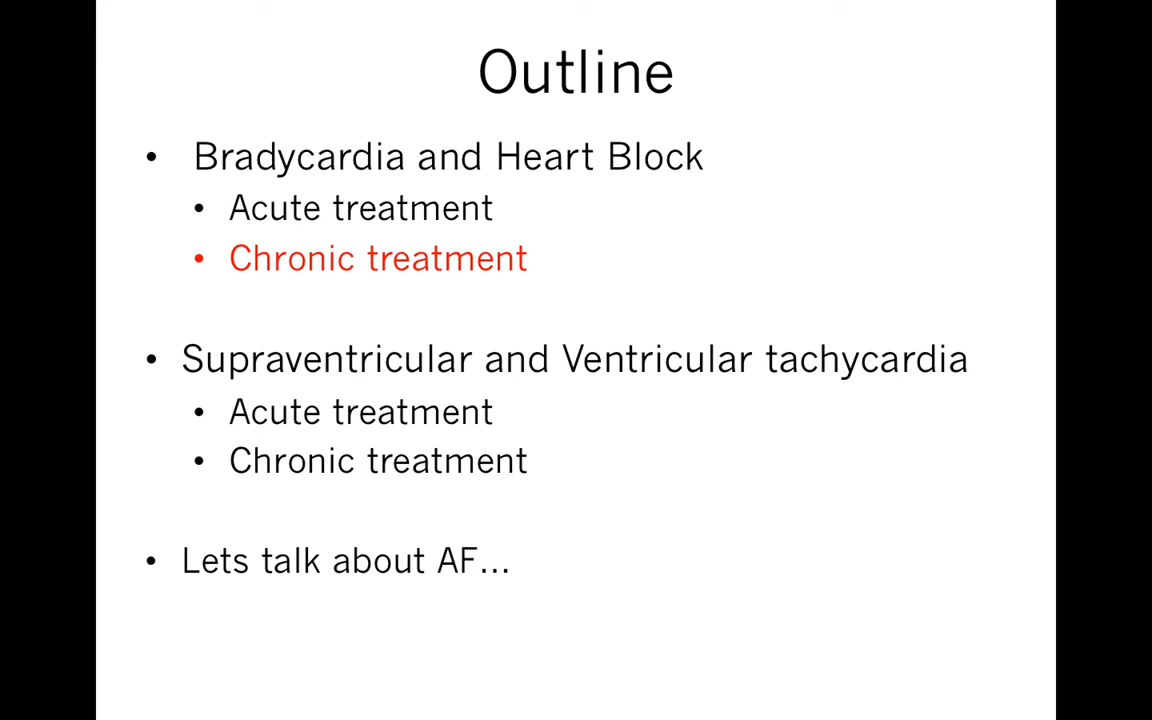 Outline
• Bradycardia and Heart Block
• Acute treatment
• Chronic treatment
• Supraventricular and Ventricular tachycardia
• Acute treatment
• Chronic treatment
• Lets talk about AF...